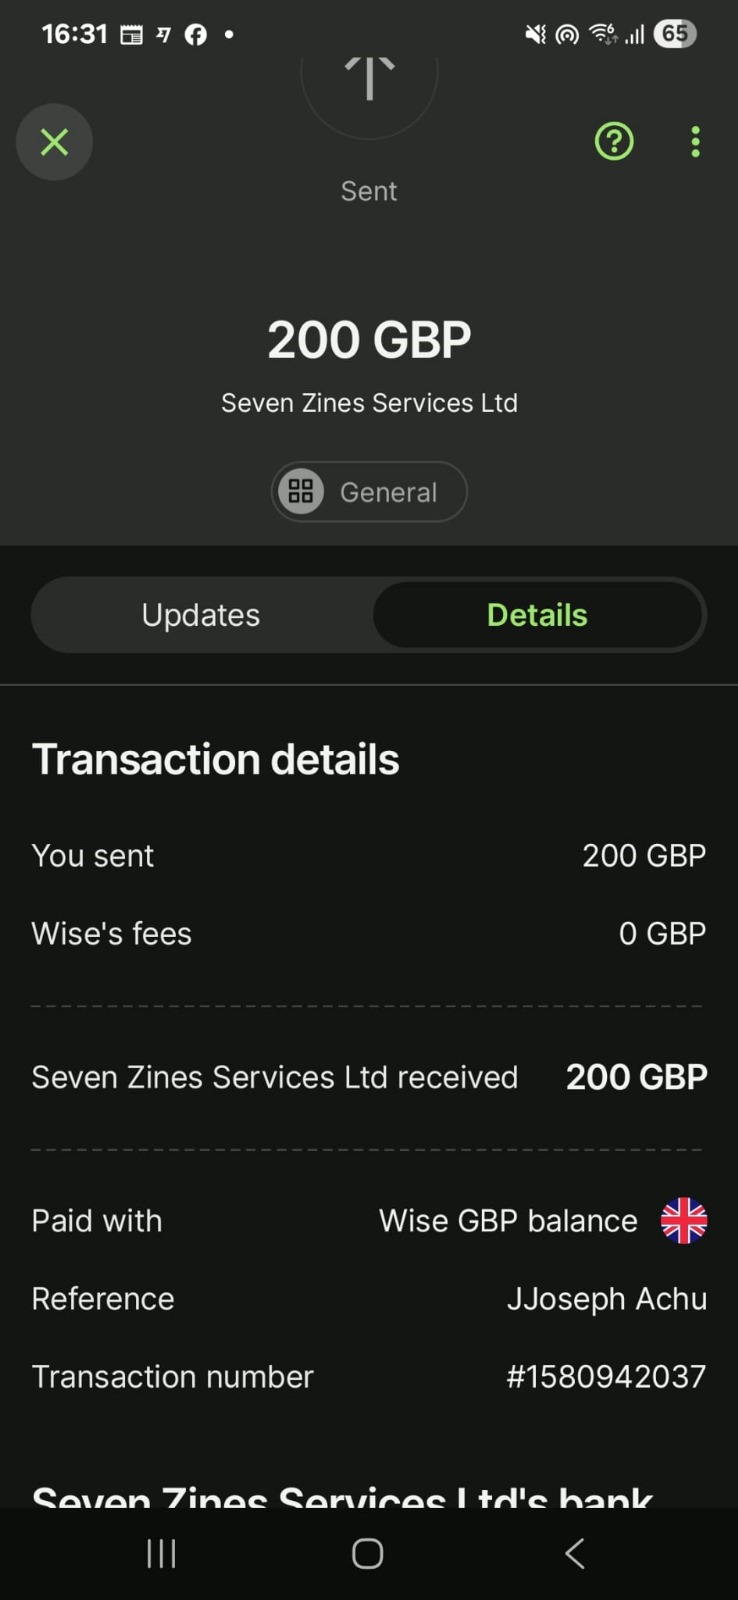 16:31
65
Sent
200 GBP
Seven Zines Services Ltd
General
Updates Details
Transaction details
You sent 200 GBP
Wise's fees 0 GBP
Seven Zines Services Ltd received 200 GBP
Paid with Wise GBP balance
Reference JJoseph Achu
Transaction number #1580942037
Seven Zines Services Ltd's bank